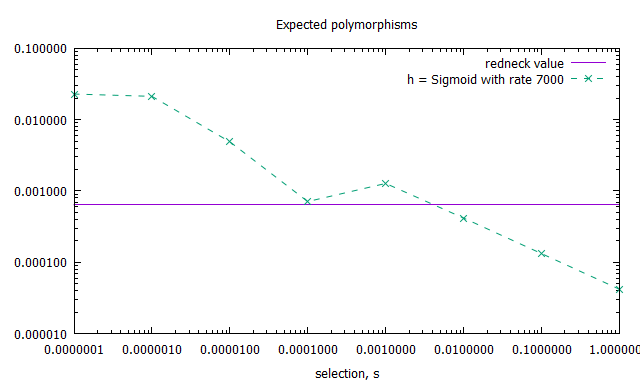 Expected polymorphisms
redneck value
h = Sigmoid with rate 7000
0.100000
0.010000
0.001000
0.000100
0.000010
0.0000001 0.0000010 0.0000100 0.0001000 0.0010000 0.0100000 0.1000000 1.000000
selection, s